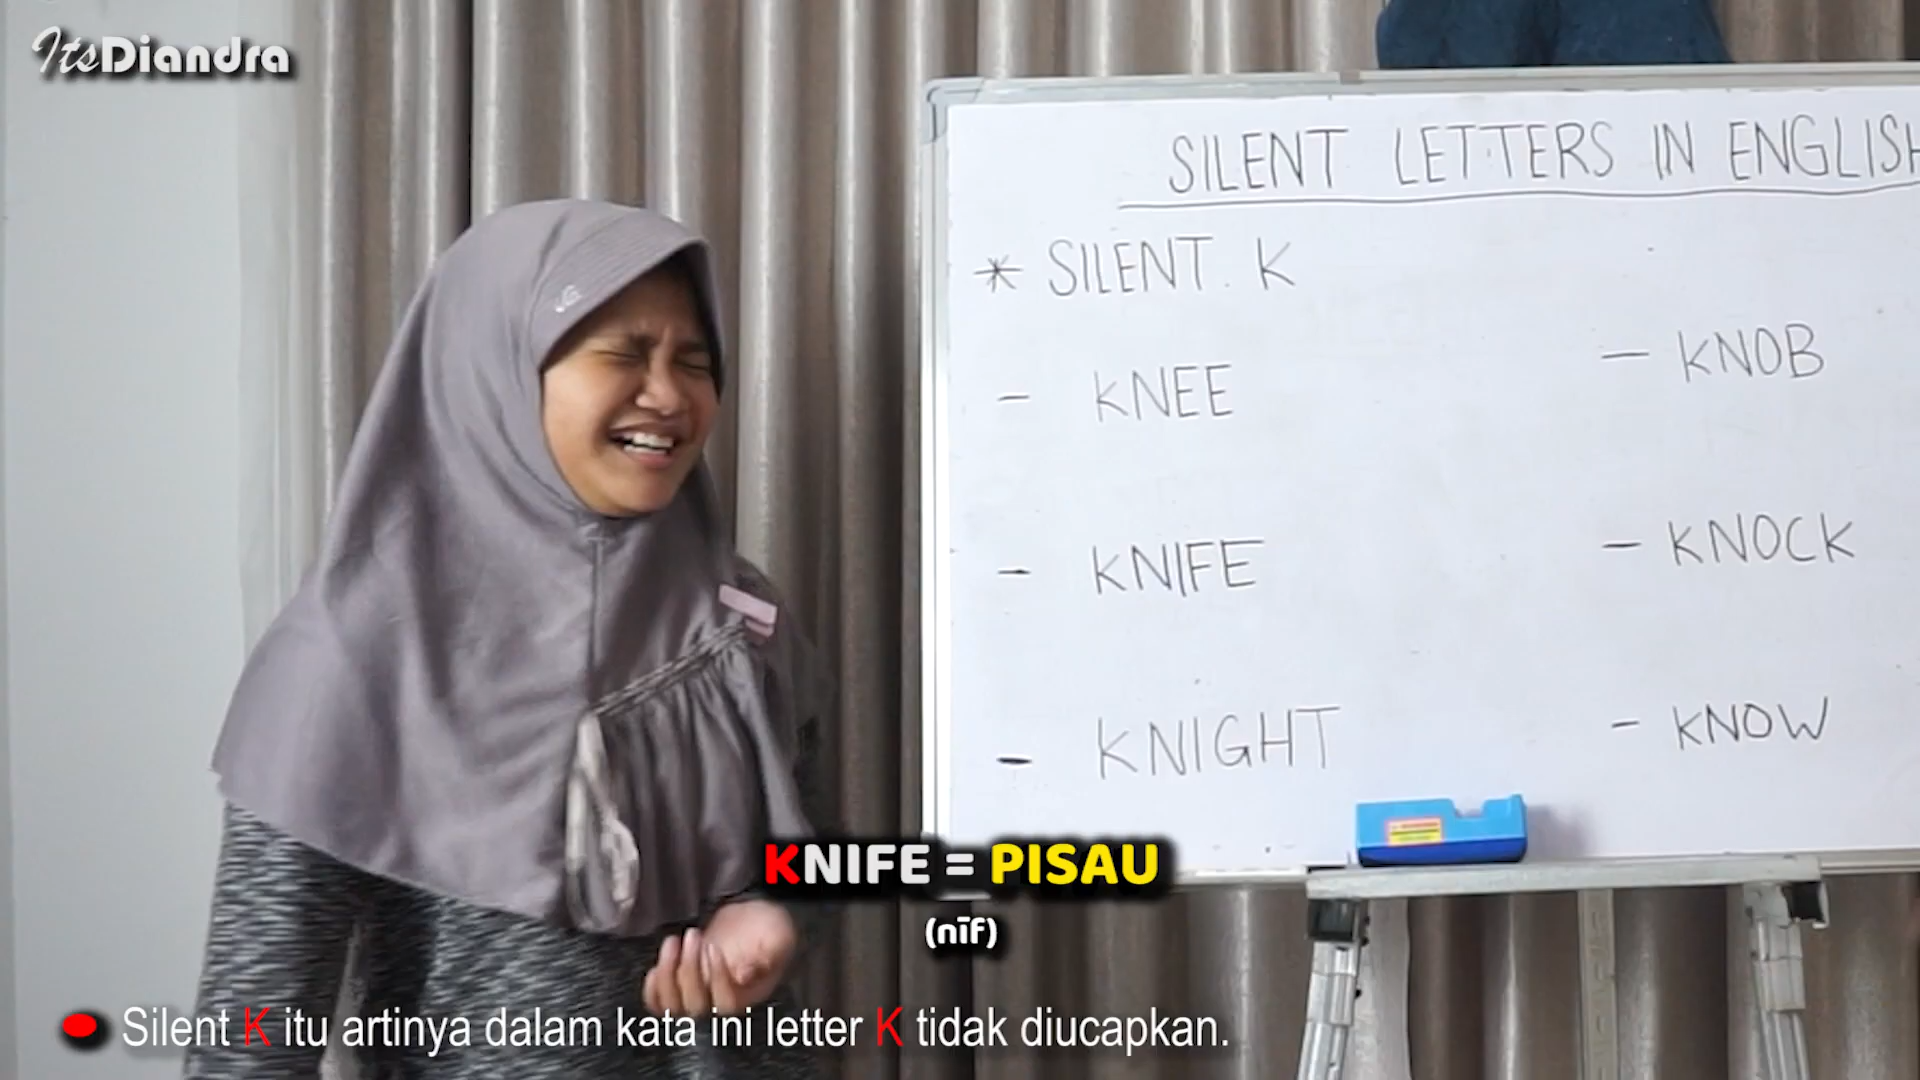 ItsDiandra
SILENT LETTERS IN ENGLISH
* SILENT K
- KNEE
- KNIFE
- KNIGHT
- KNOB
- KNOCK
- KNOW
KNIFE = PISAU
(nīf)
Silent K itu artinya dalam kata ini letter K tidak diucapkan.